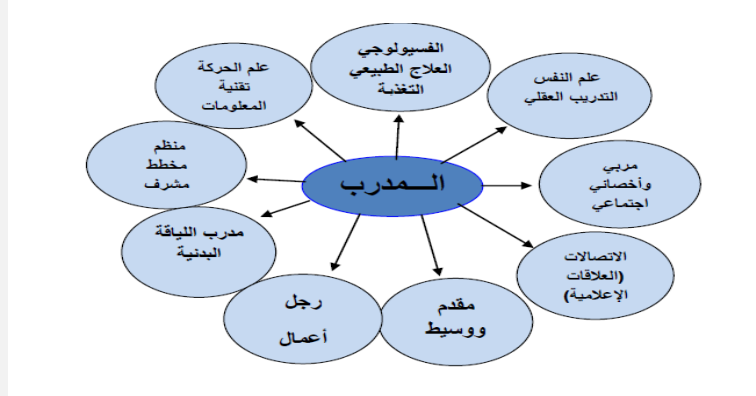 الفسيولوجي
العلاج الطبيعي
التغذية
علم النفس
التدريب العقلي
مربي
وأخصائي
اجتماعي
الاتصالات
(العلاقات
الإعلامية)
مقدم
ووسيط
رجل
أعمال
مدرب اللياقة
البدنية
منظم
مخطط
مشرف
علم الحركة
تقنية
المعلومات
الـــمدرب